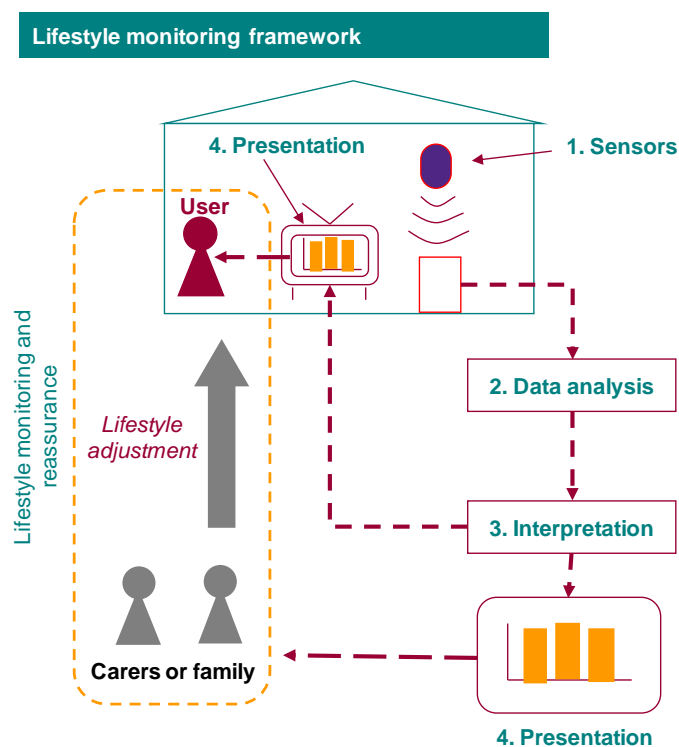 Lifestyle monitoring framework
4. Presentation
1. Sensors
User
2. Data analysis
Lifestyle monitoring and
reassurance
Lifestyle
adjustment
3. Interpretation
Carers or family
4. Presentation